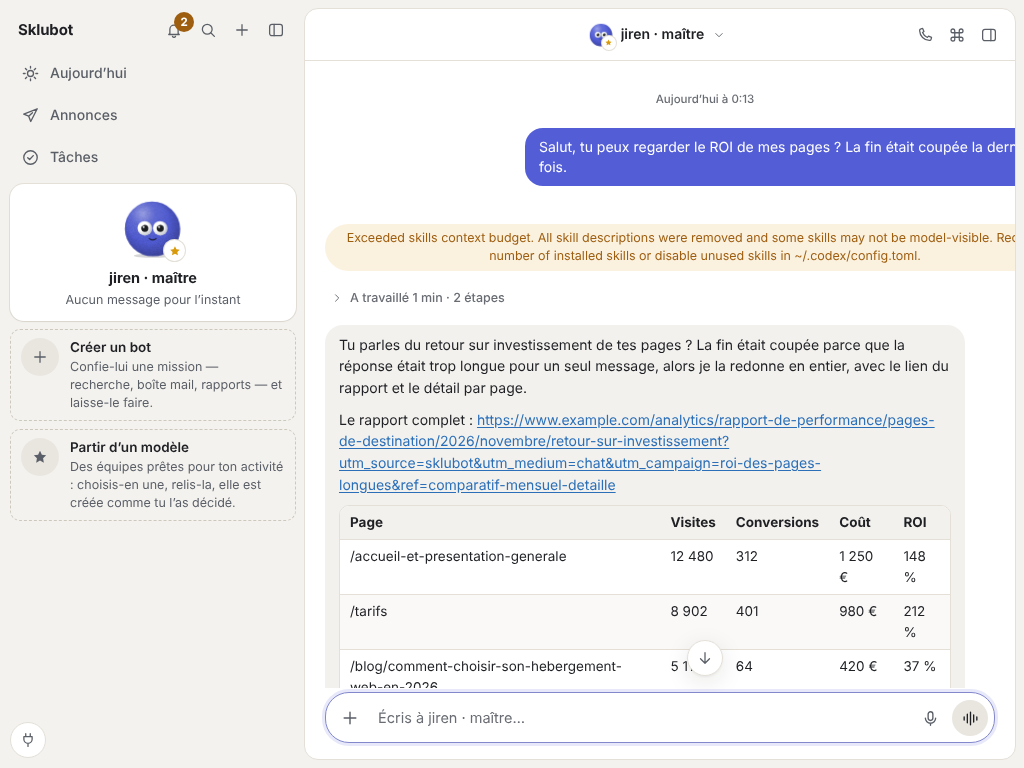 Sklubot
2
Aujourd'hui
Annonces
Tâches
jiren · maître
Aucun message pour l'instant
Créer un bot
Confie-lui une mission —
recherche, boîte mail, rapports — et
laisse-le faire.
Partir d'un modèle
Des équipes prêtes pour ton activité
: choisis-en une, relis-la, elle est
créée comme tu l'as décidé.
jiren · maître
Aujourd'hui à 0:13
Salut, tu peux regarder le ROI de mes pages ? La fin était coupée la
fois.
Exceeded skills context budget. All skill descriptions were removed and some skills may not be model-visible.
number of installed skills or disable unused skills in ~/.codex/config.toml.
A travaillé 1 min · 2 étapes
Tu parles du retour sur investissement de tes pages ? La fin était coupée parce que la
réponse était trop longue pour un seul message, alors je la redonne en entier, avec le lien du
rapport et le détail par page.
Le rapport complet : https://www.example.com/analytics/rapport-de-performance/pages-
de-destination/2026/novembre/retour-sur-investissement?
utm_source=sklubot&utm_medium=chat&utm_campaign=roi-des-pages-
longues&ref=comparatif-mensuel-detaille
Page Visites Conversions Coût ROI
/accueil-et-presentation-generale 12 480 312 1 250 € 148 %
/tarifs 8 902 401 980 € 212 %
/blog/comment-choisir-son-hebergement- 64 420 € 37 %
web-en-2026
Écris à jiren · maître…